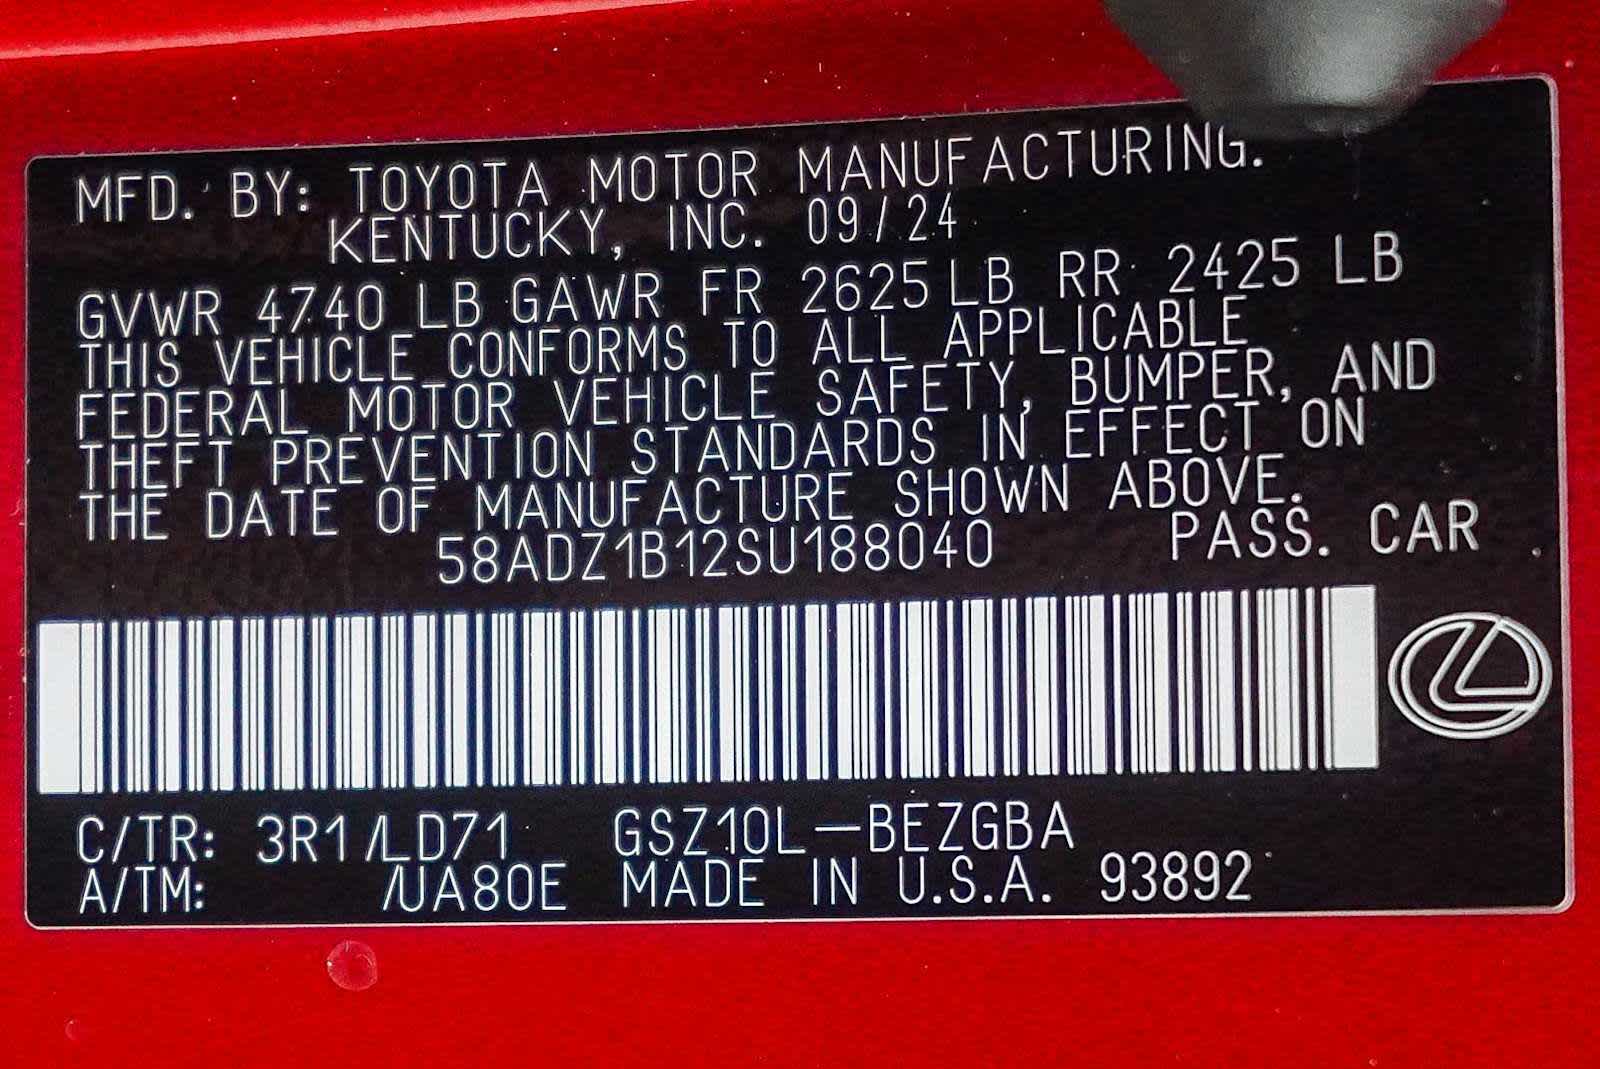 MFD. BY: TOYOTA MOTOR MANUFACTURING.
KENTUCKY, INC. 09/24
GVWR 4740 LB GAWR FR 2625 LB RR 2425 LB
THIS VEHICLE CONFORMS TO ALL APPLICABLE
FEDERAL MOTOR VEHICLE SAFETY, BUMPER, AND
THEFT PREVENTION STANDARDS IN EFFECT ON
THE DATE OF MANUFACTURE SHOWN ABOVE.
58ADZ1B12SU188040 PASS. CAR
C/TR: 3R1/LD71 GSZ10L-BEZGBA
A/TM: /UA80E MADE IN U.S.A. 93892